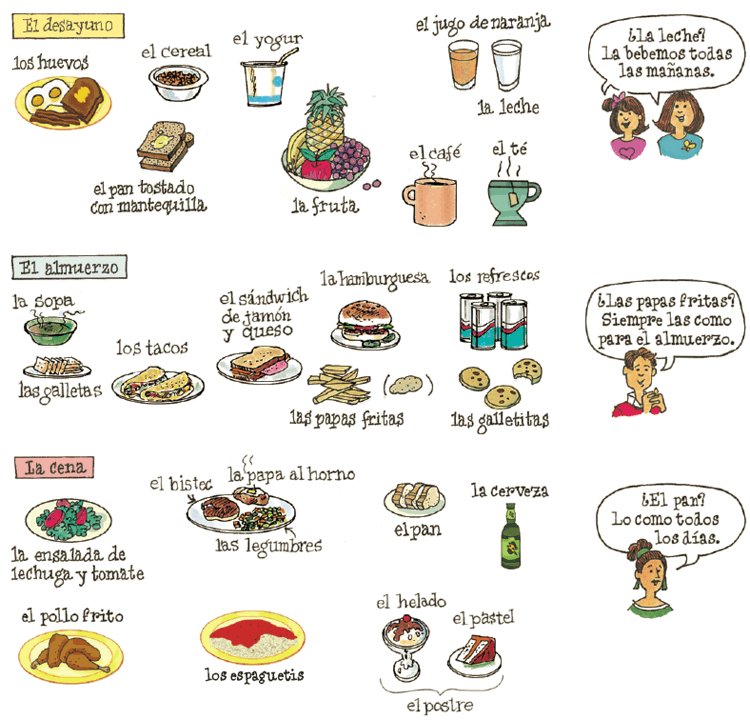 El desayuno
los huevos
el cereal
el yogur
el jugo de naranja
la leche
el pan tostado
con mantequilla
la fruta
el café
el té
¿La leche?
La bebemos todas
las mañanas.
El almuerzo
la sopa
las galletas
los tacos
el sándwich
de jamón
y queso
la hamburguesa
los refrescos
las papas fritas
las galletitas
¿Las papas fritas?
Siempre las como
para el almuerzo.
La cena
la ensalada de
lechuga y tomate
el bistec
la papa al horno
las legumbres
el pan
la cerveza
¿El pan?
Lo como todos
los días.
el pollo frito
los espaguetis
el helado
el pastel
el postre